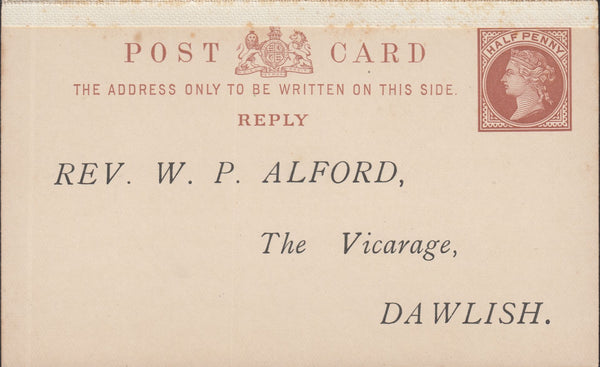 POST CARD
HALF PENNY
THE ADDRESS ONLY TO BE WRITTEN ON THIS SIDE.
REPLY
REV. W. P. ALFORD,
The Vicarage,
DAWLISH.